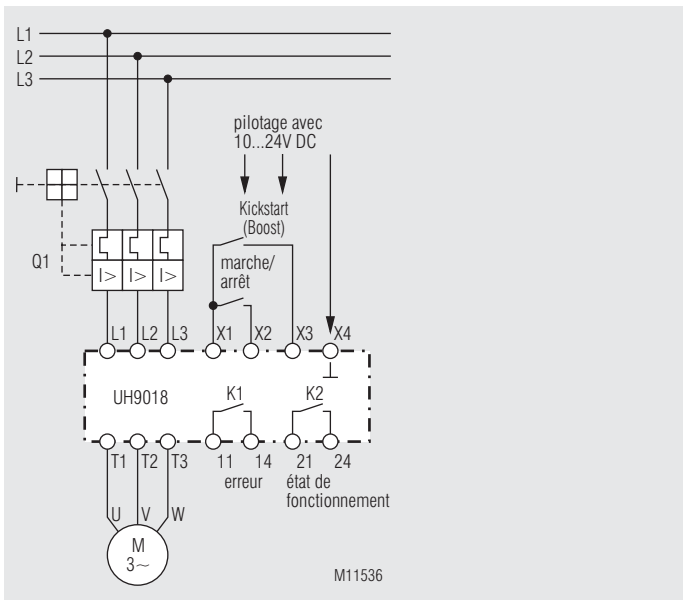 L1
L2
L3
pilotage avec
10...24V DC
Kickstart
(Boost)
marche/
arrêt
Q1
I> I> I>
L1 L2 L3 X1 X2 X3 X4
UH9018
K1 K2
T1 T2 T3 11 14 21 24
erreur
état de
fonctionnement
U V W
M
3~
M11536